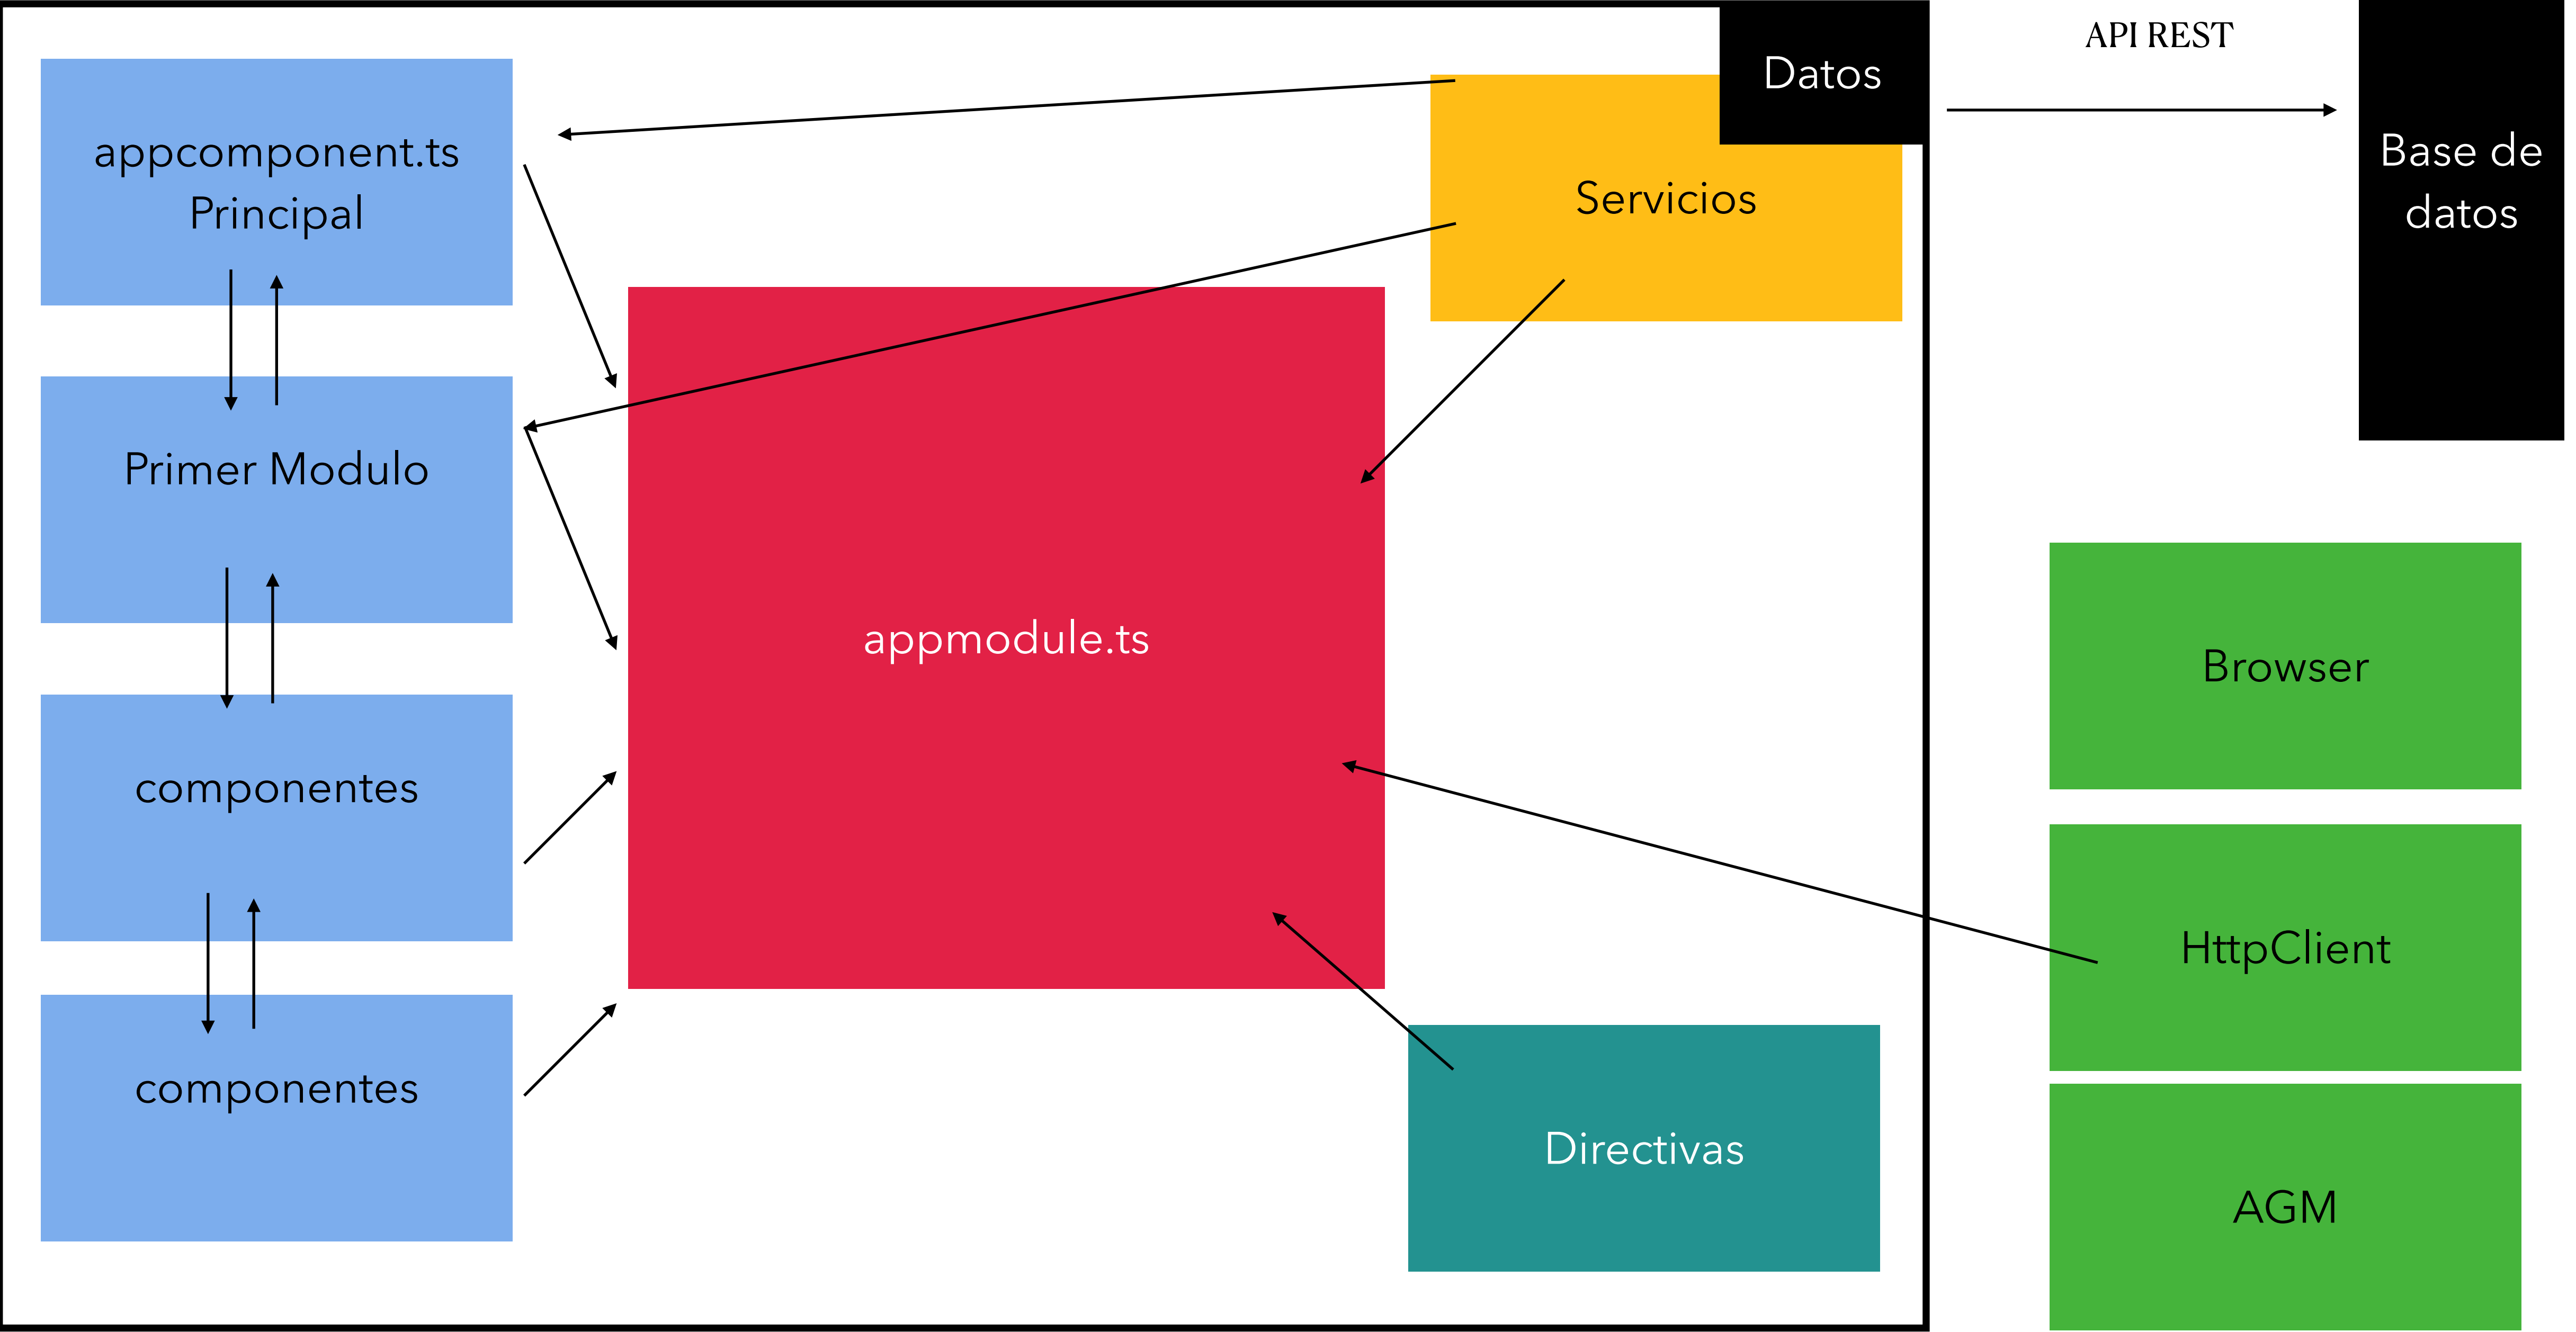 appcomponent.ts
Principal
Primer Modulo
componentes
componentes
appmodule.ts
Datos
Servicios
Directivas
API REST
Base de
datos
Browser
HttpClient
AGM